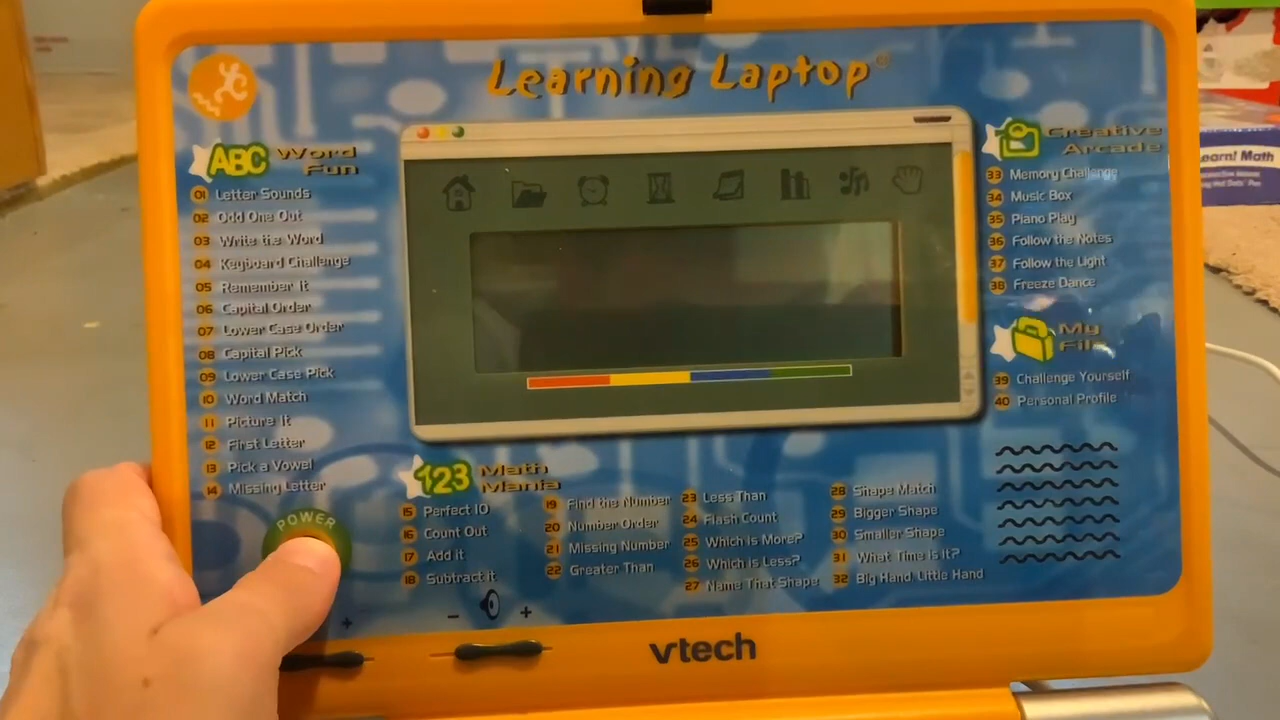 Learning Laptop®
ABC Word Fun
01 Letter Sounds
02 Odd One Out
03 Write the Word
04 Keyboard Challenge
05 Remember It
06 Capital Order
07 Lower Case Order
08 Capital Pick
09 Lower Case Pick
10 Word Match
11 Picture It
12 First Letter
13 Pick a Vowel
14 Missing Letter
POWER
+
123 Math Mania
15 Perfect 10
16 Count Out
17 Add it
18 Subtract it
19 Find the Number
20 Number Order
21 Missing Number
22 Greater Than
23 Less Than
24 Flash Count
25 Which is More?
26 Which is Less?
27 Name That Shape
28 Shape Match
29 Bigger Shape
30 Smaller Shape
31 What Time is It?
32 Big Hand Little Hand
- +
Creative Arcade
33 Memory Challenge
34 Music Box
35 Piano Play
36 Follow the Notes
37 Follow the Light
38 Freeze Dance
My File
39 Challenge Yourself
40 Personal Profile
vtech
Learn! Math